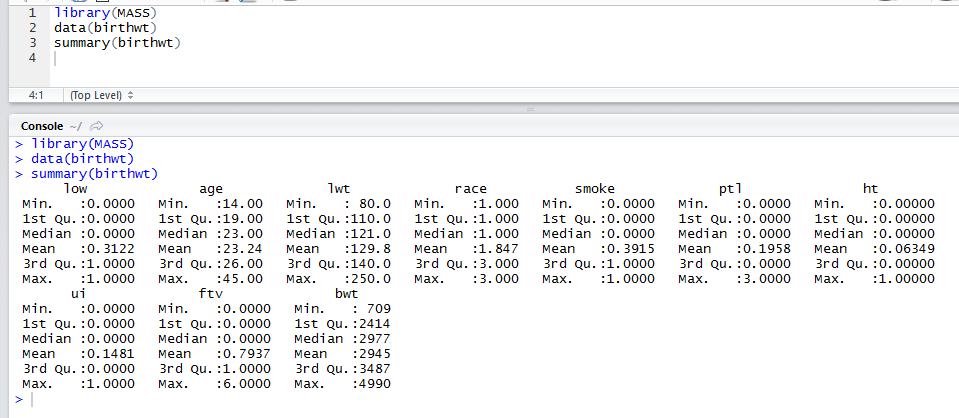 1 library(MASS)
2 data(birthwt)
3 summary(birthwt)
4
4:1 (Top Level)
Console ~/
> library(MASS)
> data(birthwt)
> summary(birthwt)
low age lwt race smoke ptl ht
Min. :0.0000 Min. :14.00 Min. : 80.0 Min. :1.000 Min. :0.0000 Min. :0.0000 Min. :0.00000
1st Qu.:0.0000 1st Qu.:19.00 1st Qu.:110.0 1st Qu.:1.000 1st Qu.:0.0000 1st Qu.:0.0000 1st Qu.:0.00000
Median :0.0000 Median :23.00 Median :121.0 Median :1.000 Median :0.0000 Median :0.0000 Median :0.00000
Mean :0.3122 Mean :23.24 Mean :129.8 Mean :1.847 Mean :0.3915 Mean :0.1958 Mean :0.06349
3rd Qu.:1.0000 3rd Qu.:26.00 3rd Qu.:140.0 3rd Qu.:3.000 3rd Qu.:1.0000 3rd Qu.:0.0000 3rd Qu.:0.00000
Max. :1.0000 Max. :45.00 Max. :250.0 Max. :3.000 Max. :1.0000 Max. :3.0000 Max. :1.00000
ui ftv bwt
Min. :0.0000 Min. :0.0000 Min. : 709
1st Qu.:0.0000 1st Qu.:0.0000 1st Qu.:2414
Median :0.0000 Median :0.0000 Median :2977
Mean :0.1481 Mean :0.7937 Mean :2945
3rd Qu.:0.0000 3rd Qu.:1.0000 3rd Qu.:3487
Max. :1.0000 Max. :6.0000 Max. :4990
>